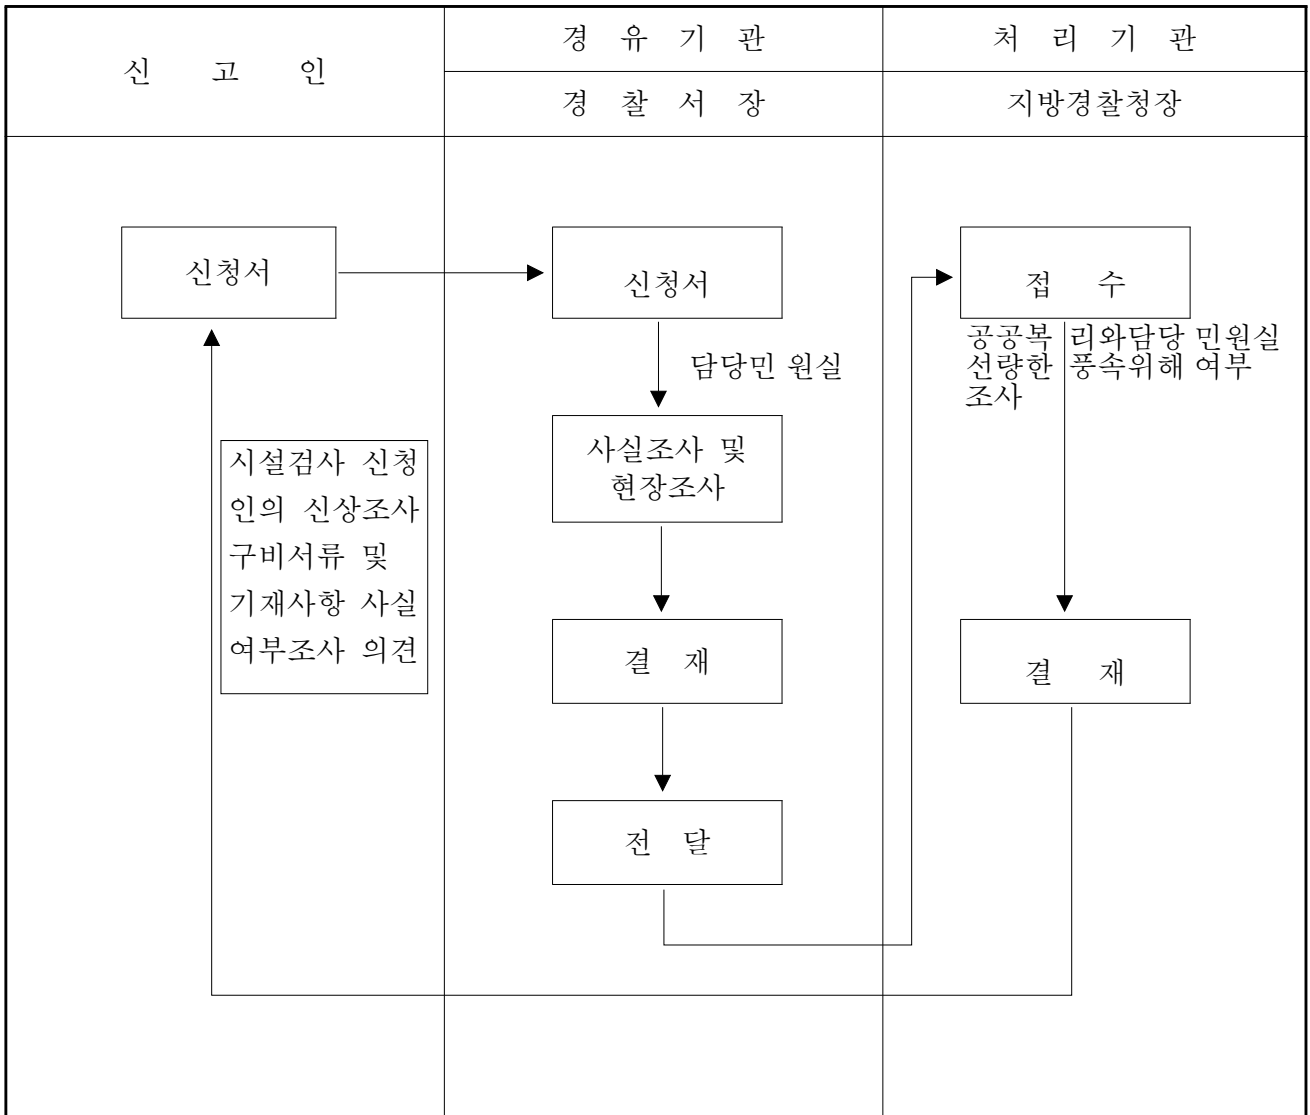 신 고 인
경 유 기 관
처 리 기 관
경 찰 서 장
지방경찰청장
신청서
신청서
접 수
담당민 원실
공공복 리와담당 민원실
선량한 풍속위해 여부
조사
사실조사 및
현장조사
시설검사 신청
인의 신상조사
구비서류 및
기재사항 사실
여부조사 의견
결 재
결 재
전 달